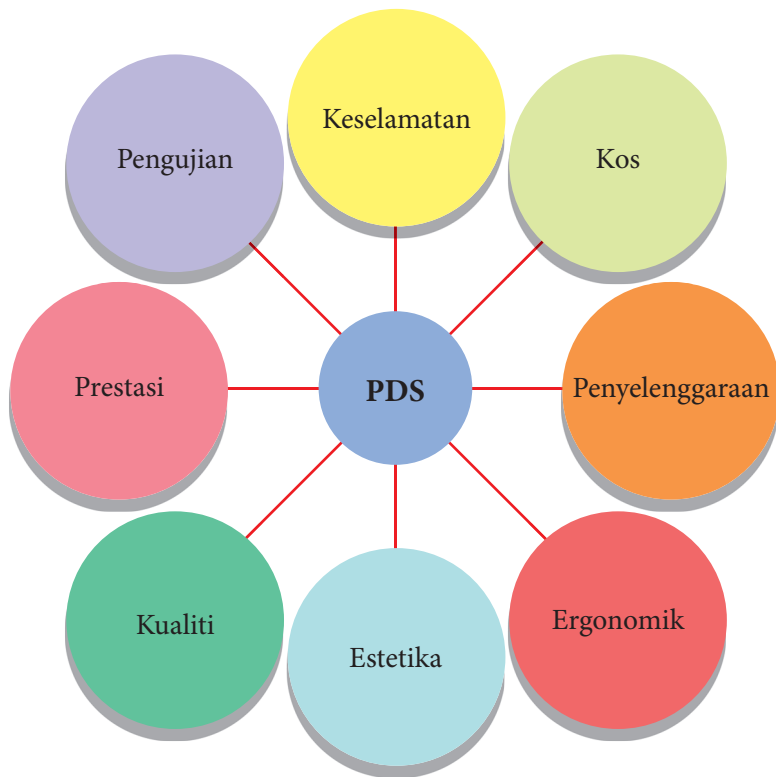 Keselamatan
Pengujian
Kos
Prestasi
PDS
Penyelenggaraan
Kualiti
Ergonomik
Estetika